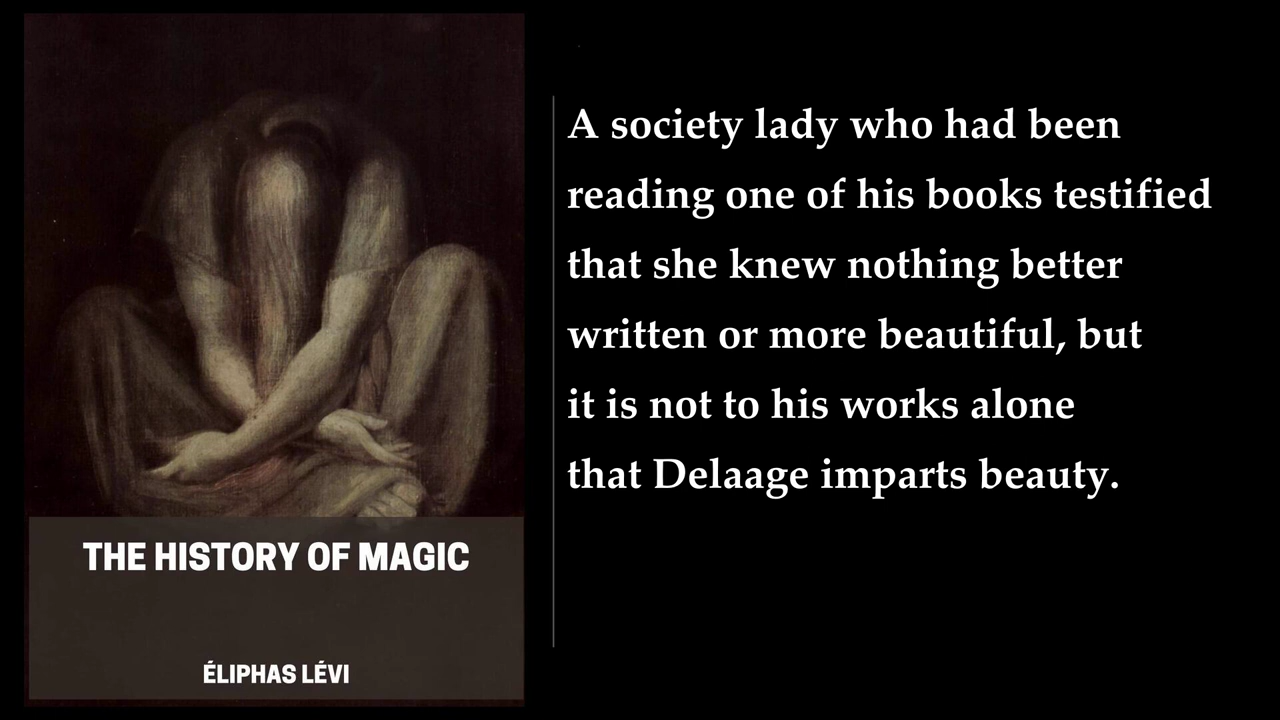 THE HISTORY OF MAGIC
ÉLIPHAS LÉVI
A society lady who had been
reading one of his books testified
that she knew nothing better
written or more beautiful, but
it is not to his works alone
that Delaage imparts beauty.